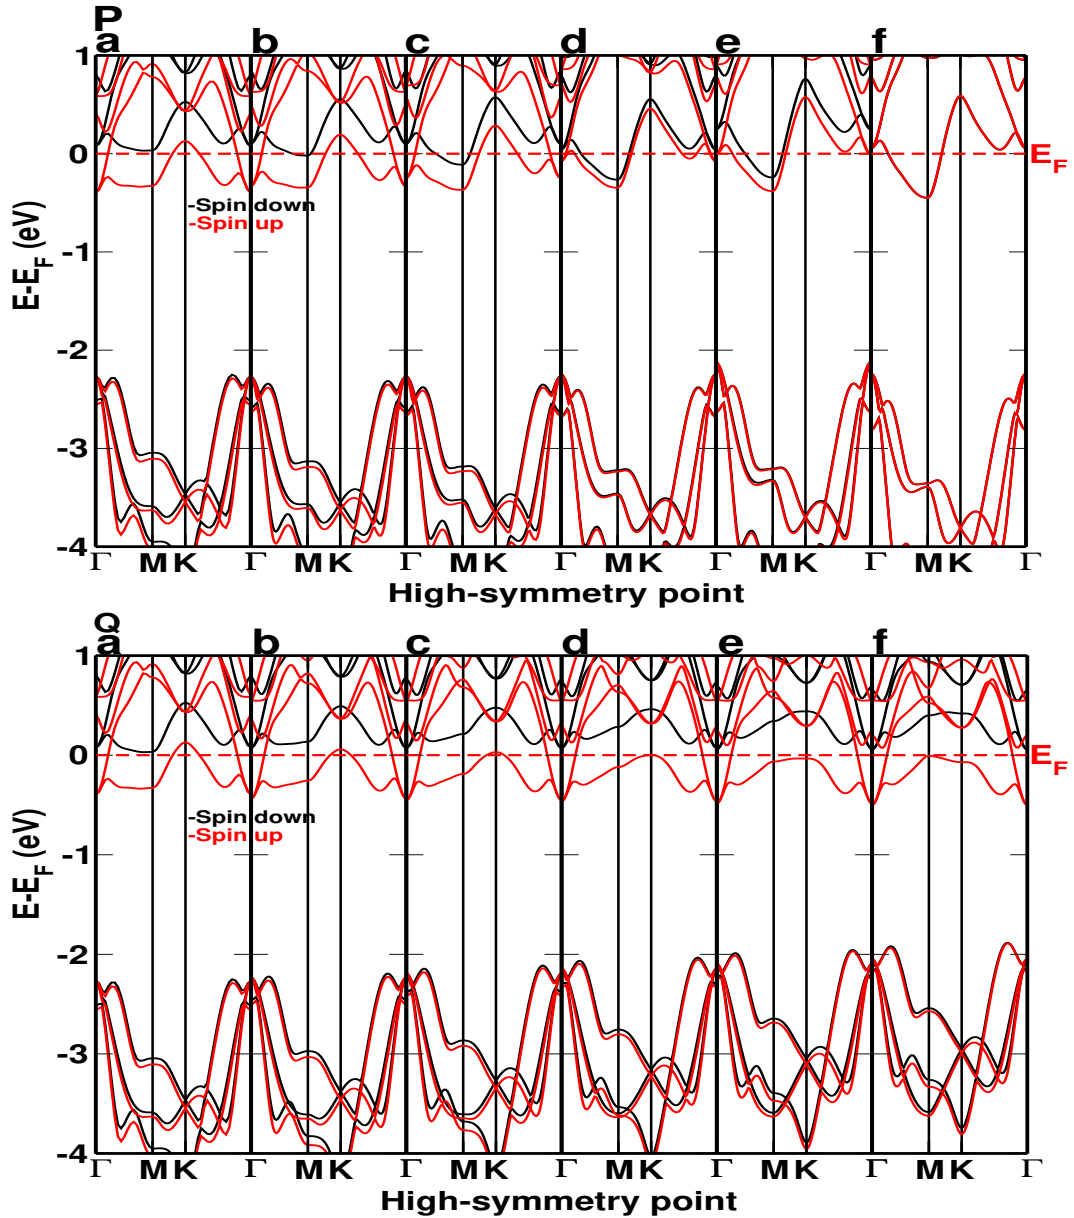 P
a b c d e f
1
0
-1
-2
-3
-4
E-E_F (eV)
E_F
-Spin down
-Spin up
Γ M K Γ M K Γ M K Γ M K Γ M K Γ M K Γ
High-symmetry point
Q
a b c d e f
1
0
-1
-2
-3
-4
E-E_F (eV)
E_F
-Spin down
-Spin up
Γ M K Γ M K Γ M K Γ M K Γ M K Γ M K Γ
High-symmetry point